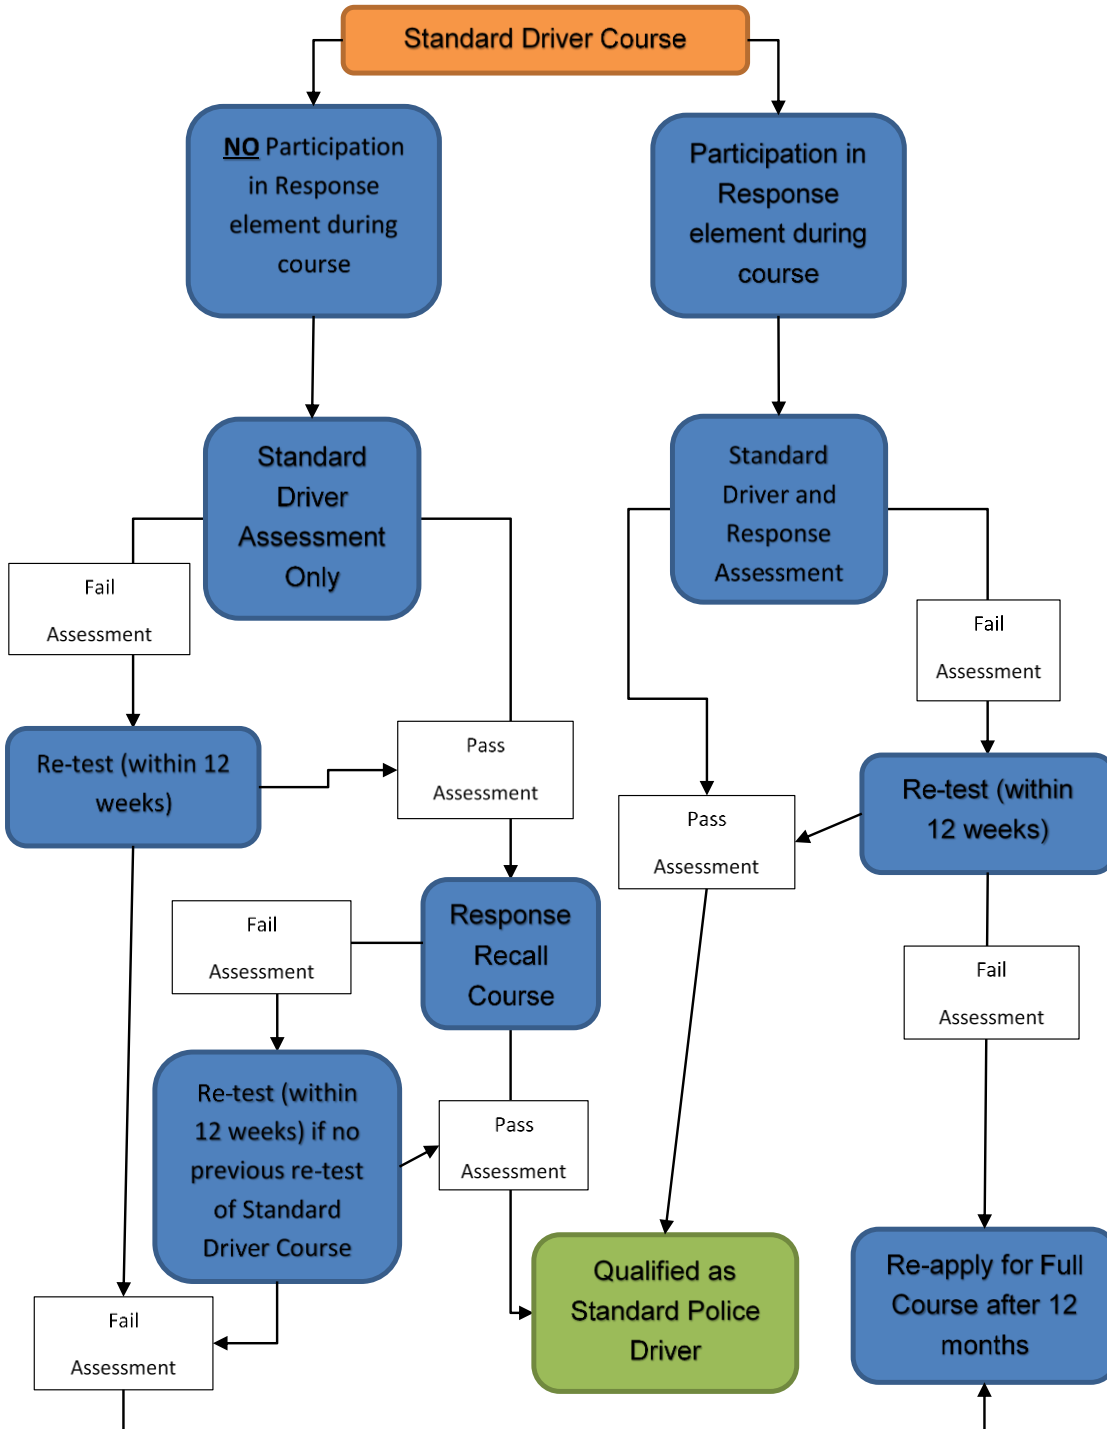 Standard Driver Course
NO Participation
in Response
element during
course
Participation in
Response
element during
course
Standard
Driver
Assessment
Only
Standard
Driver and
Response
Assessment
Fail
Assessment
Fail
Assessment
Re-test (within 12
weeks)
Pass
Assessment
Pass
Assessment
Re-test (within
12 weeks)
Response
Recall
Course
Fail
Assessment
Fail
Assessment
Re-test (within
12 weeks) if no
previous re-test
of Standard
Driver Course
Pass
Assessment
Qualified as
Standard Police
Driver
Re-apply for Full
Course after 12
months
Fail
Assessment